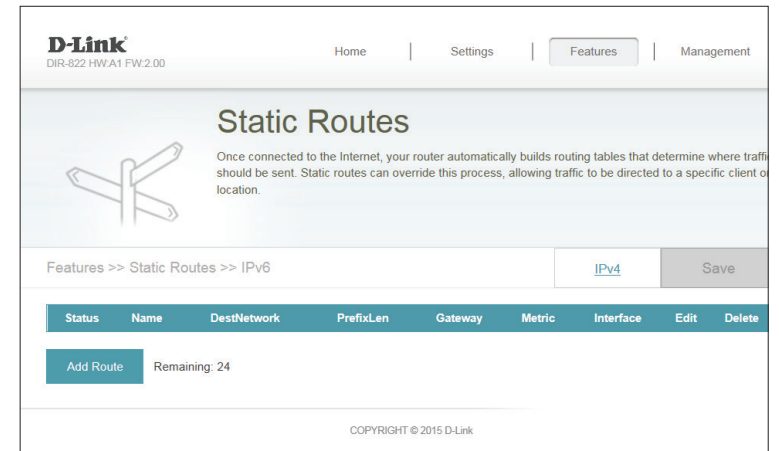 D-Link
DIR-822 HW:A1 FW:2.00
Home | Settings | Features | Management
Static Routes
Once connected to the Internet, your router automatically builds routing tables that determine where traffi
should be sent. Static routes can override this process, allowing traffic to be directed to a specific client or
location.
Features >> Static Routes >> IPv6
IPv4
Save
Status Name DestNetwork PrefixLen Gateway Metric Interface Edit Delete
Add Route Remaining: 24
COPYRIGHT © 2015 D-Link